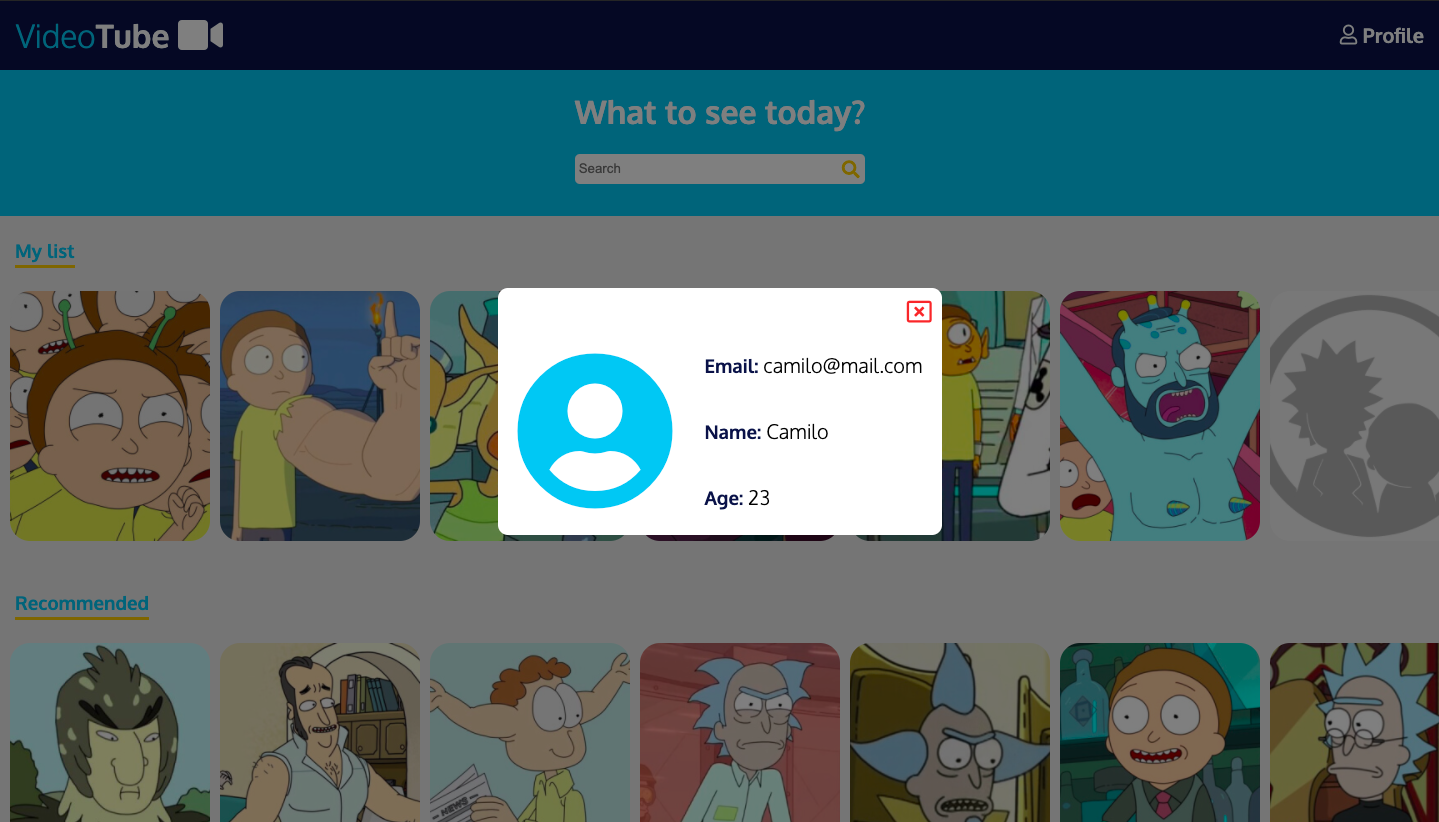 VideoTube
Profile
What to see today?
Search
My list
Email: camilo@mail.com
Name: Camilo
Age: 23
Recommended
NEWS